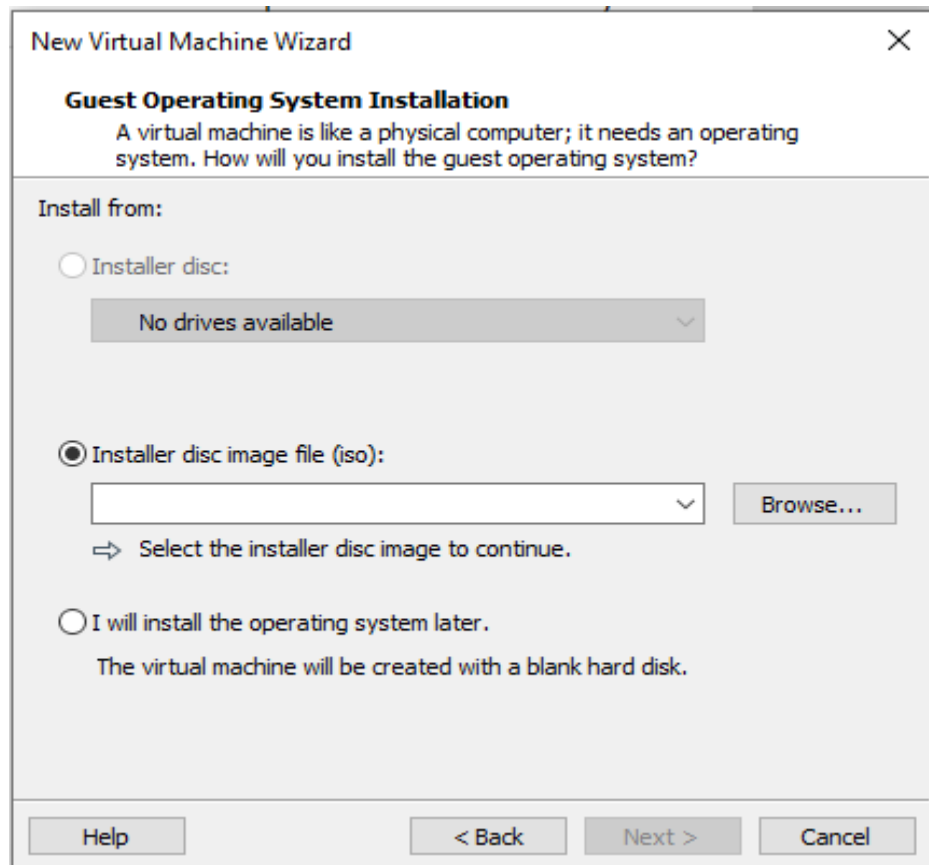 New Virtual Machine Wizard
Guest Operating System Installation
A virtual machine is like a physical computer; it needs an operating
system. How will you install the guest operating system?
Install from:
Installer disc:
No drives available
Installer disc image file (iso):
Browse...
Select the installer disc image to continue.
I will install the operating system later.
The virtual machine will be created with a blank hard disk.
Help
< Back
Next >
Cancel